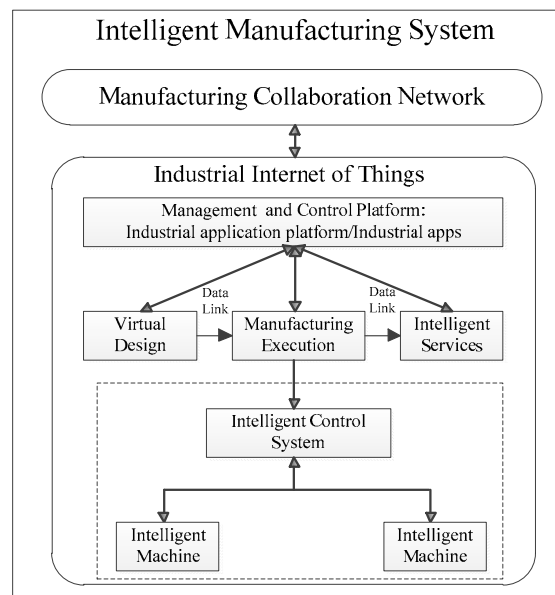 Intelligent Manufacturing System
Manufacturing Collaboration Network
Industrial Internet of Things
Management and Control Platform:
Industrial application platform/Industrial apps
Data
Link
Data
Link
Virtual
Design
Manufacturing
Execution
Intelligent
Services
Intelligent Control
System
Intelligent
Machine
Intelligent
Machine